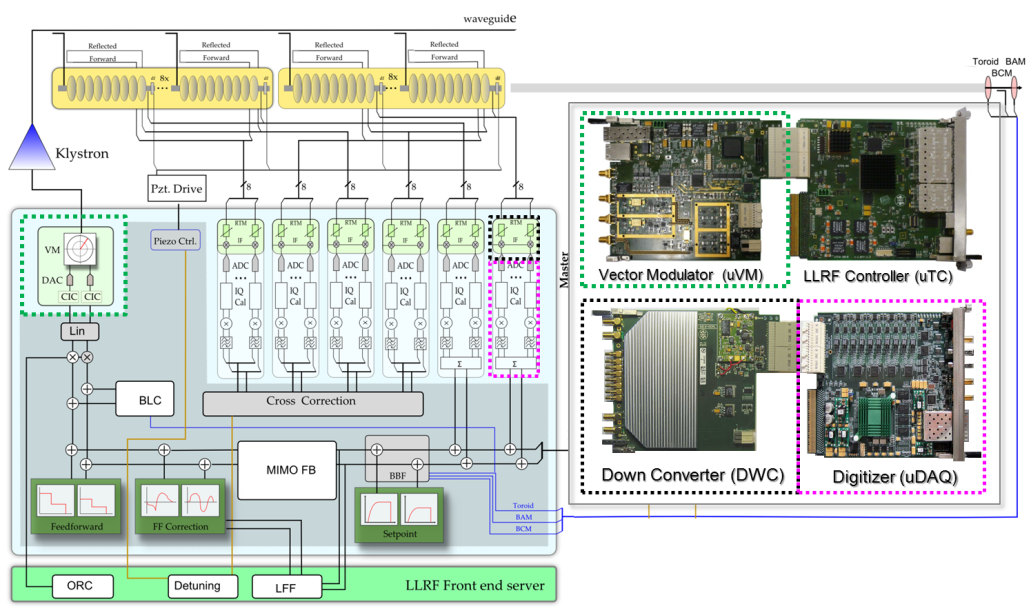 waveguide
Reflected
Forward
Reflected
Forward
Reflected
Forward
Reflected
Forward
8x
8x
Toroid BAM
BCM
Klystron
Pzt. Drive
8
8
8
8
8
8
Piezo Ctrl.
VM
DAC
CIC
CIC
Lin
RTM
RTM
RTM
RTM
RTM
RTM
IF
IF
IF
IF
IF
IF
ADC
ADC
ADC
ADC
ADC
ADC
IQ
Cal
IQ
Cal
IQ
Cal
IQ
Cal
IQ
Cal
IQ
Cal
Σ
Σ
Master
Vector Modulator (uVM)
LLRF Controller (uTC)
Down Converter (DWC)
Digitizer (uDAQ)
BLC
Cross Correction
MIMO FB
BBF
Feedforward
FF Correction
Setpoint
Toroid
BAM
BCM
ORC
Detuning
LFF
LLRF Front end server